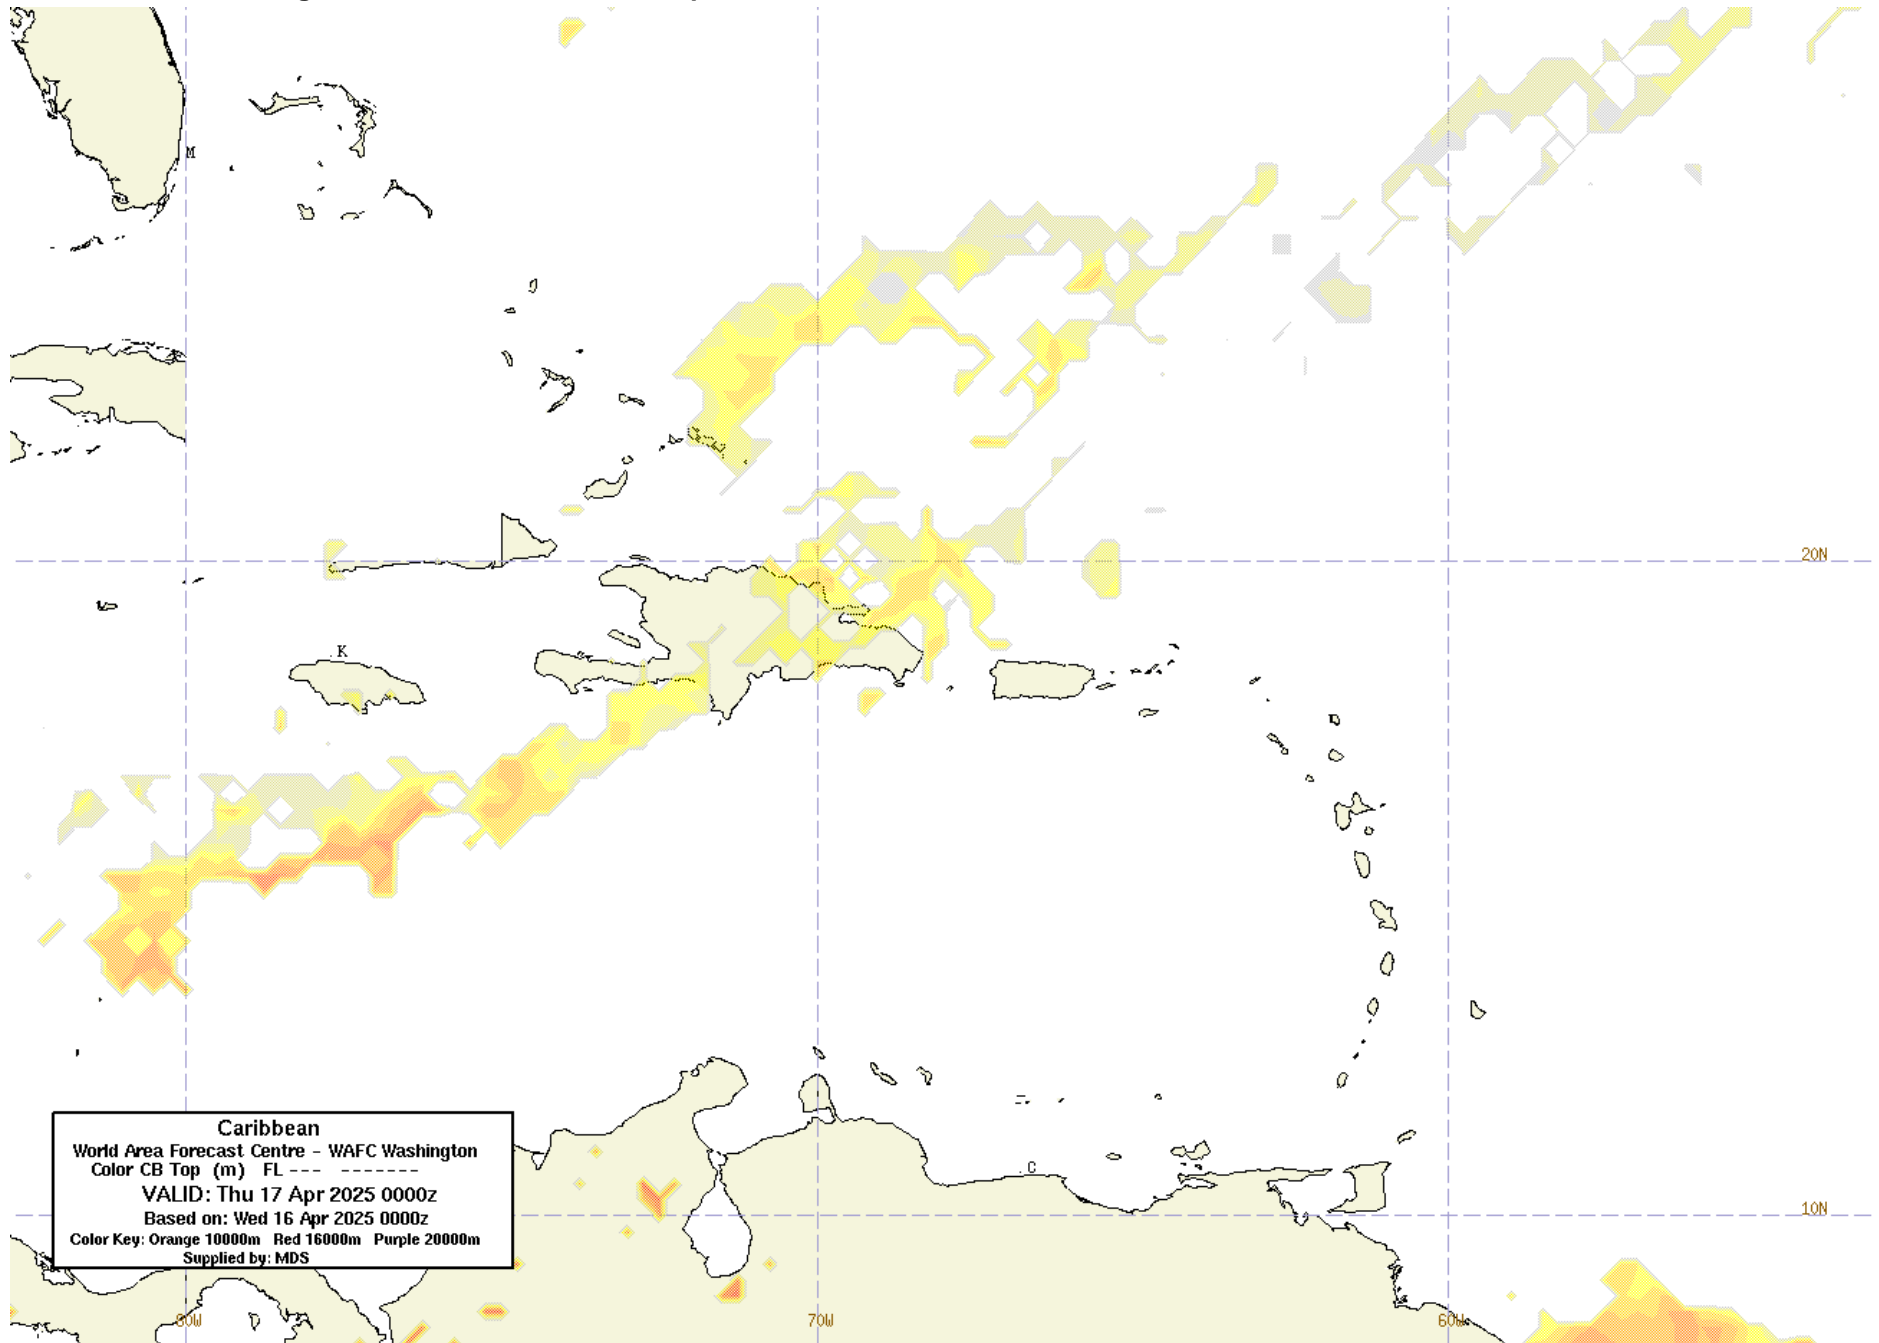 M
20N
K
Caribbean
World Area Forecast Centre - WAFC Washington
Color CB Top (m) FL --- -------
VALID: Thu 17 Apr 2025 0000z
Based on: Wed 16 Apr 2025 0000z
Color Key: Orange 10000m Red 16000m Purple 20000m
Supplied by: MDS
C
10N
80W
70W
60W